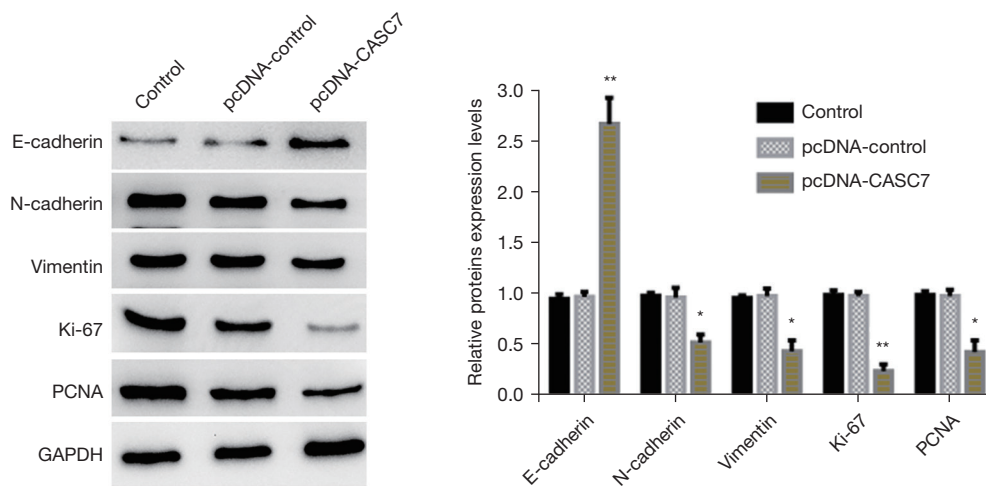 Control
pcDNA-control
pcDNA-CASC7
E-cadherin
N-cadherin
Vimentin
Ki-67
PCNA
GAPDH
Relative proteins expression levels
3.0
2.5
2.0
1.5
1.0
0.5
0.0
**
*
*
**
*
Control
pcDNA-control
pcDNA-CASC7
E-cadherin
N-cadherin
Vimentin
Ki-67
PCNA